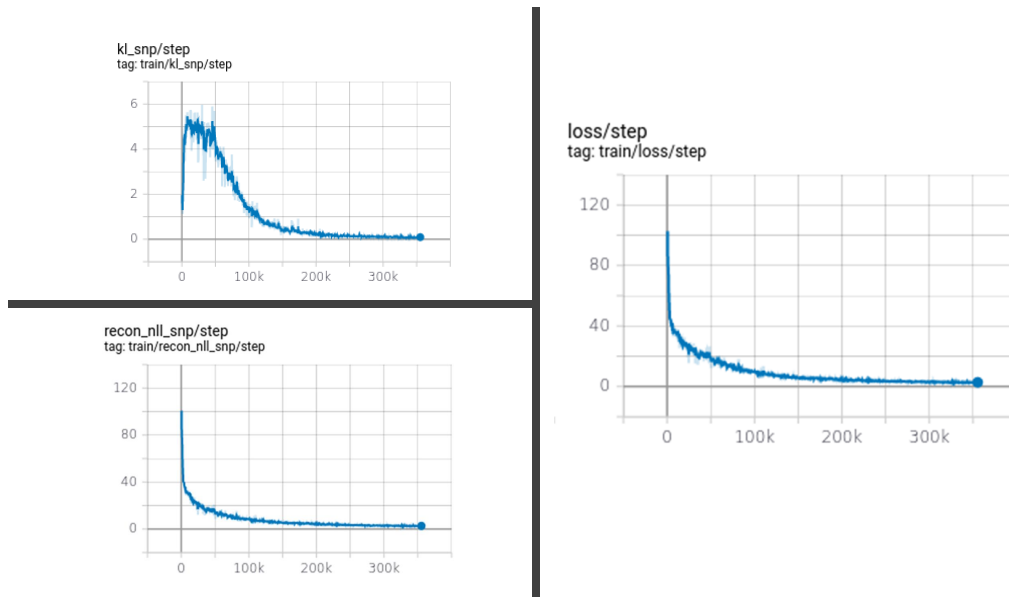 kl_snp/step
tag: train/kl_snp/step
6
4
2
0
0 100k 200k 300k
recon_nll_snp/step
tag: train/recon_nll_snp/step
120
80
40
0
0 100k 200k 300k
loss/step
tag: train/loss/step
120
80
40
0
0 100k 200k 300k